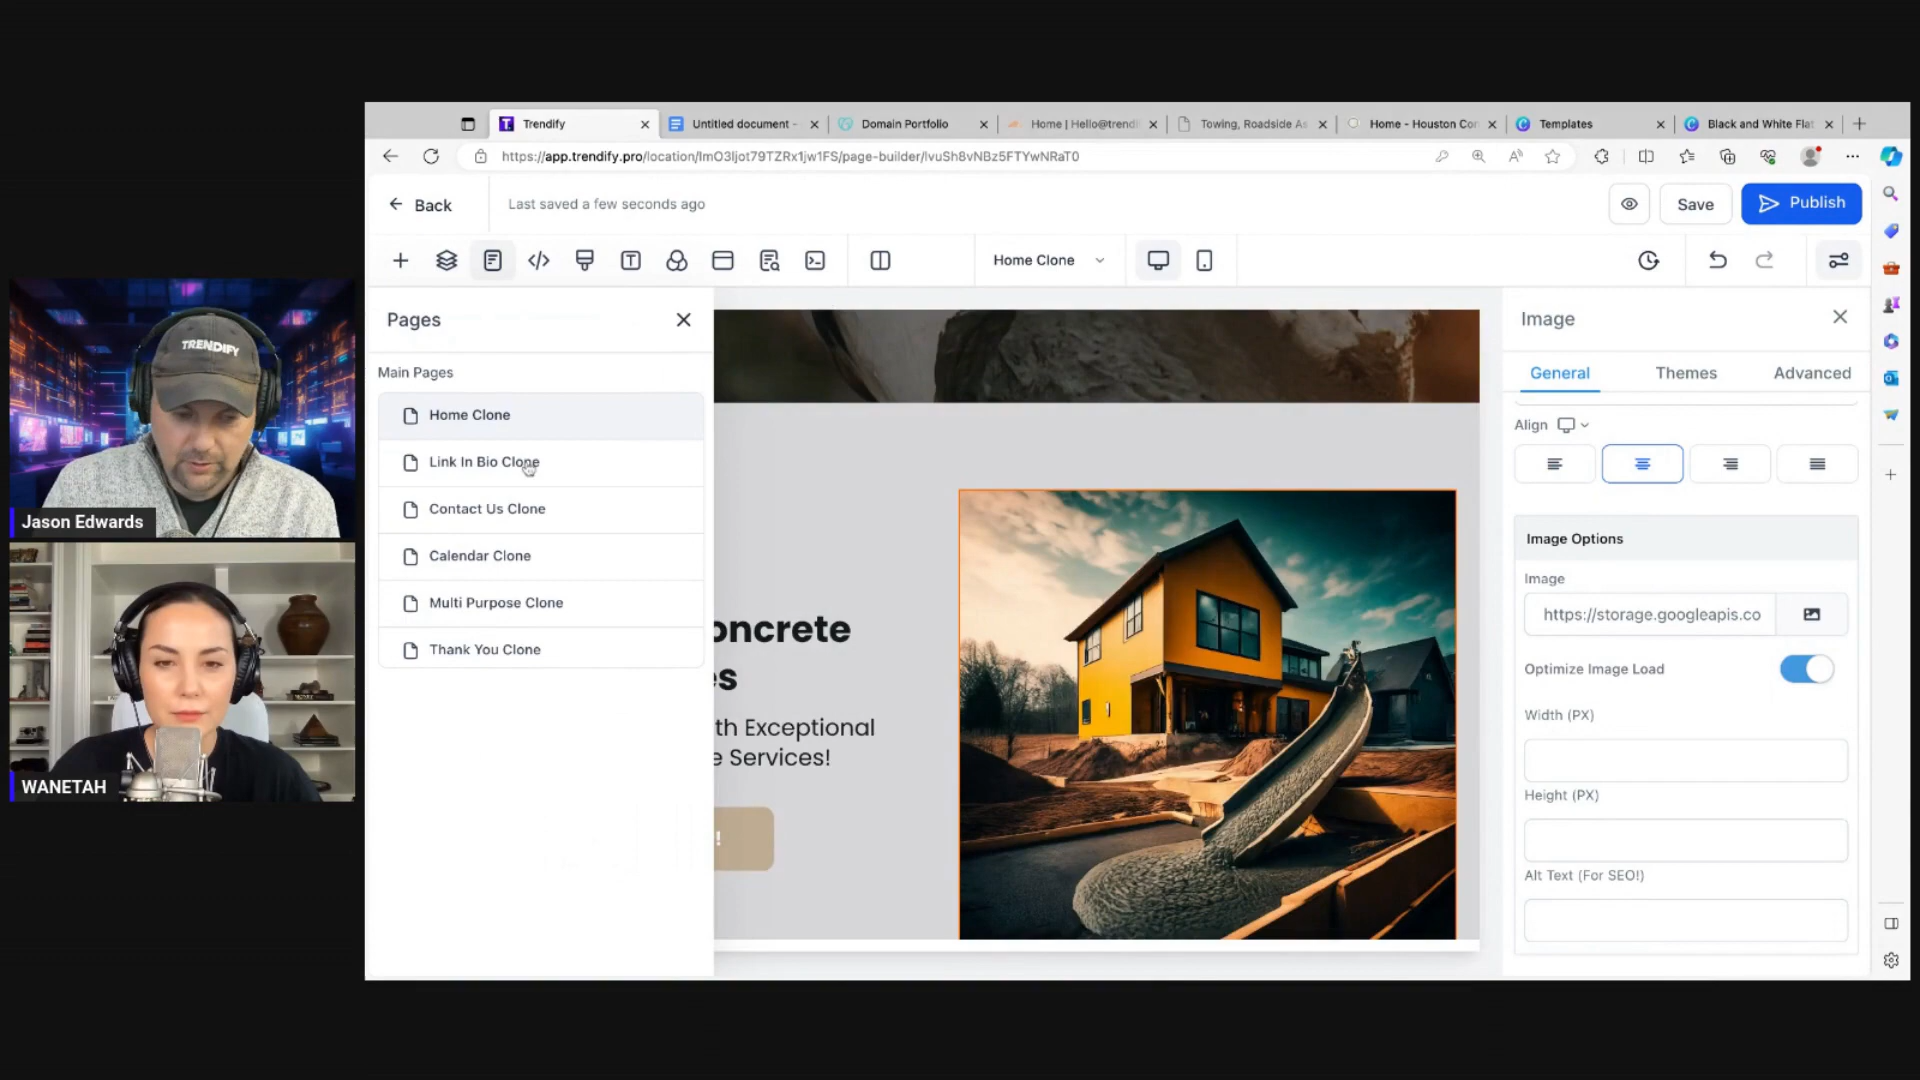 Trendify
Untitled document -
Domain Portfolio
Home | Hello@trendi
Towing, Roadside As
Home - Houston Con
Templates
Black and White Flat
https://app.trendify.pro/location/ImO3ljot79TZRx1jw1FS/page-builder/lvuSh8vNBz5FTYwNRaT0
Back
Last saved a few seconds ago
Save
Publish
Home Clone
Pages
Main Pages
Home Clone
Link In Bio Clone
Contact Us Clone
Calendar Clone
Multi Purpose Clone
Thank You Clone
oncrete
es
th Exceptional
e Services!
!
Image
General
Themes
Advanced
Align
Image Options
Image
https://storage.googleapis.co
Optimize Image Load
Width (PX)
Height (PX)
Alt Text (For SEO!)
TRENDIFY
Jason Edwards
WANETAH